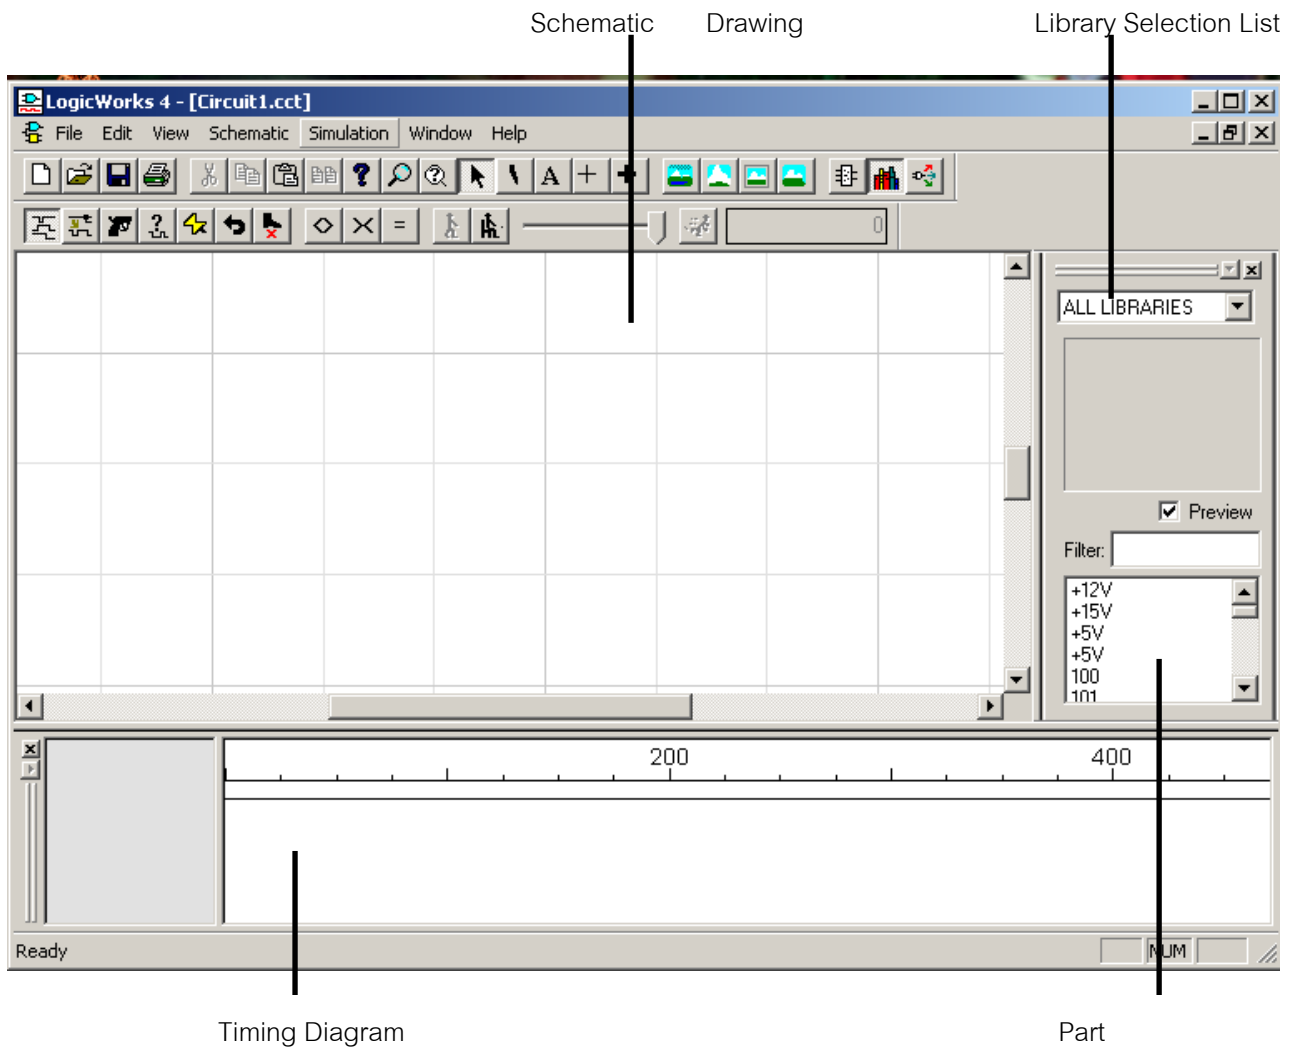 Schematic Drawing Library Selection List
LogicWorks 4 - [Circuit1.cct]
File Edit View Schematic Simulation Window Help
A
? =
0
ALL LIBRARIES
Preview
Filter:
+12V
+15V
+5V
+5V
100
101
200 400
Ready NUM
Timing Diagram Part